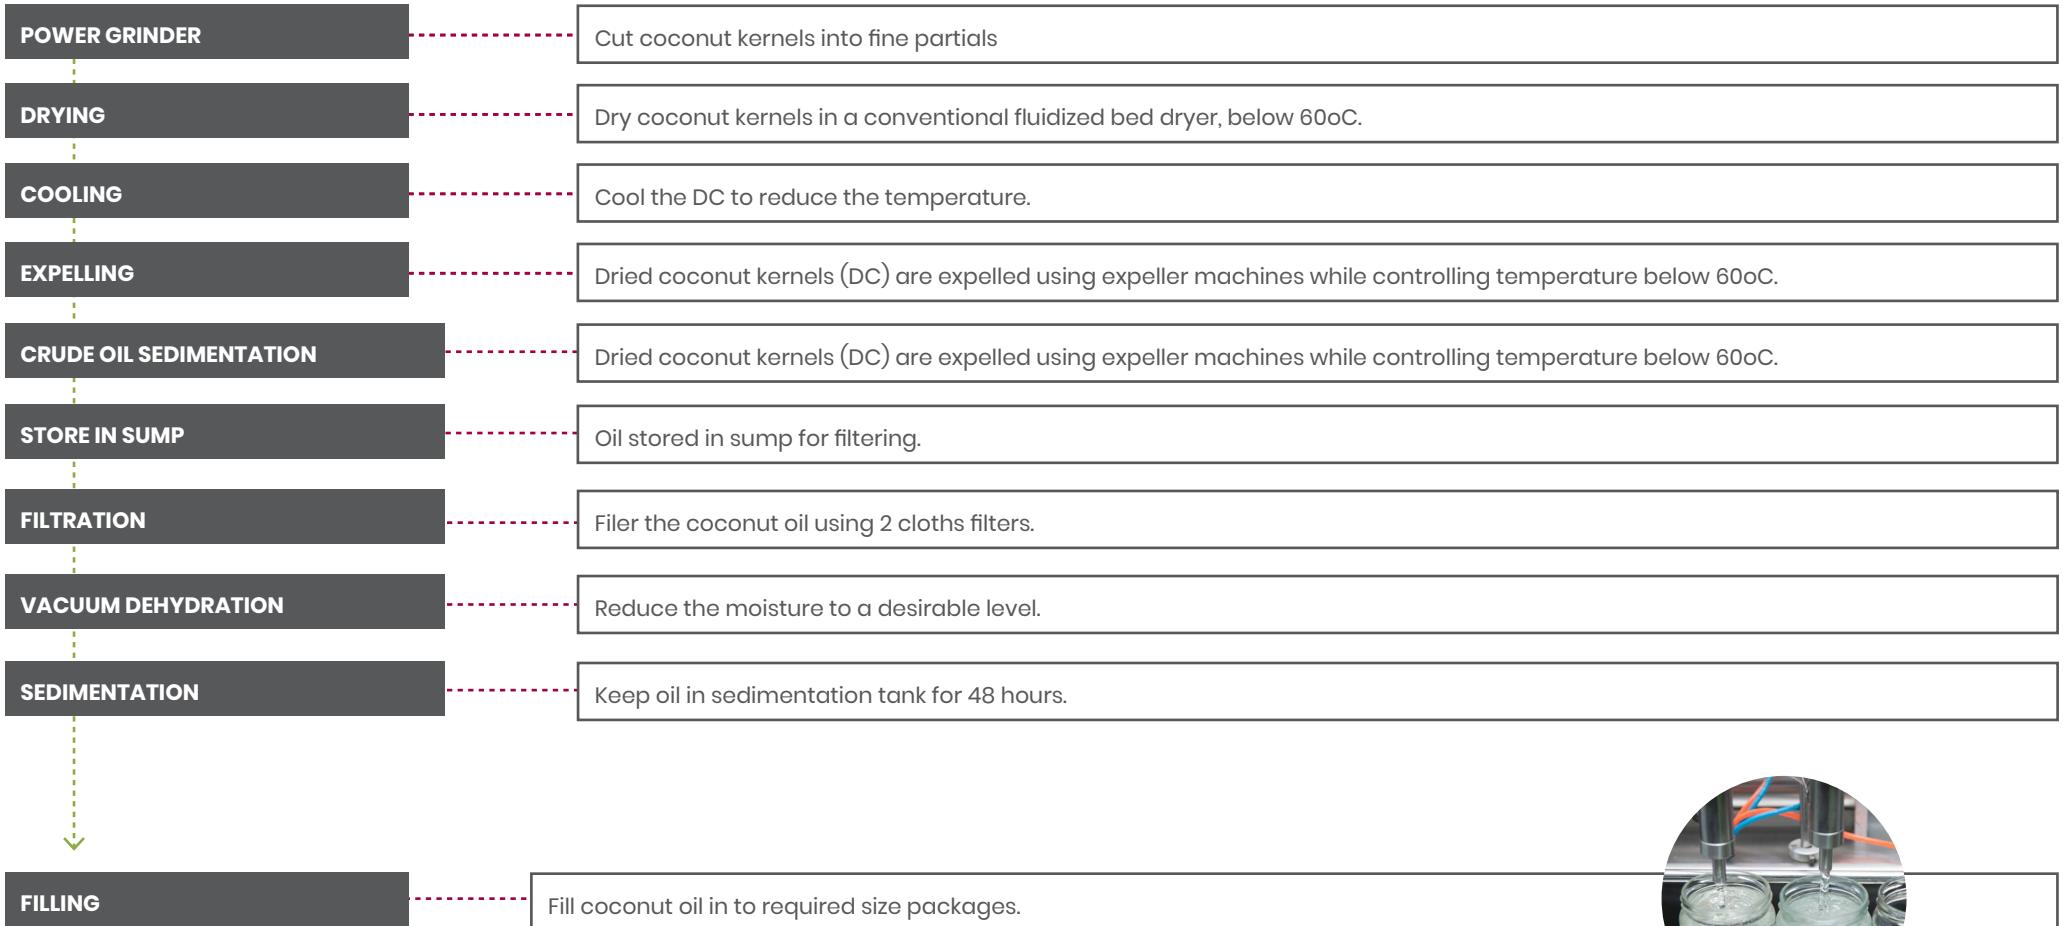 POWER GRINDER
Cut coconut kernels into fine partials
DRYING
Dry coconut kernels in a conventional fluidized bed dryer, below 60oC.
COOLING
Cool the DC to reduce the temperature.
EXPELLING
Dried coconut kernels (DC) are expelled using expeller machines while controlling temperature below 60oC.
CRUDE OIL SEDIMENTATION
Dried coconut kernels (DC) are expelled using expeller machines while controlling temperature below 60oC.
STORE IN SUMP
Oil stored in sump for filtering.
FILTRATION
Filer the coconut oil using 2 cloths filters.
VACUUM DEHYDRATION
Reduce the moisture to a desirable level.
SEDIMENTATION
Keep oil in sedimentation tank for 48 hours.
FILLING
Fill coconut oil in to required size packages.